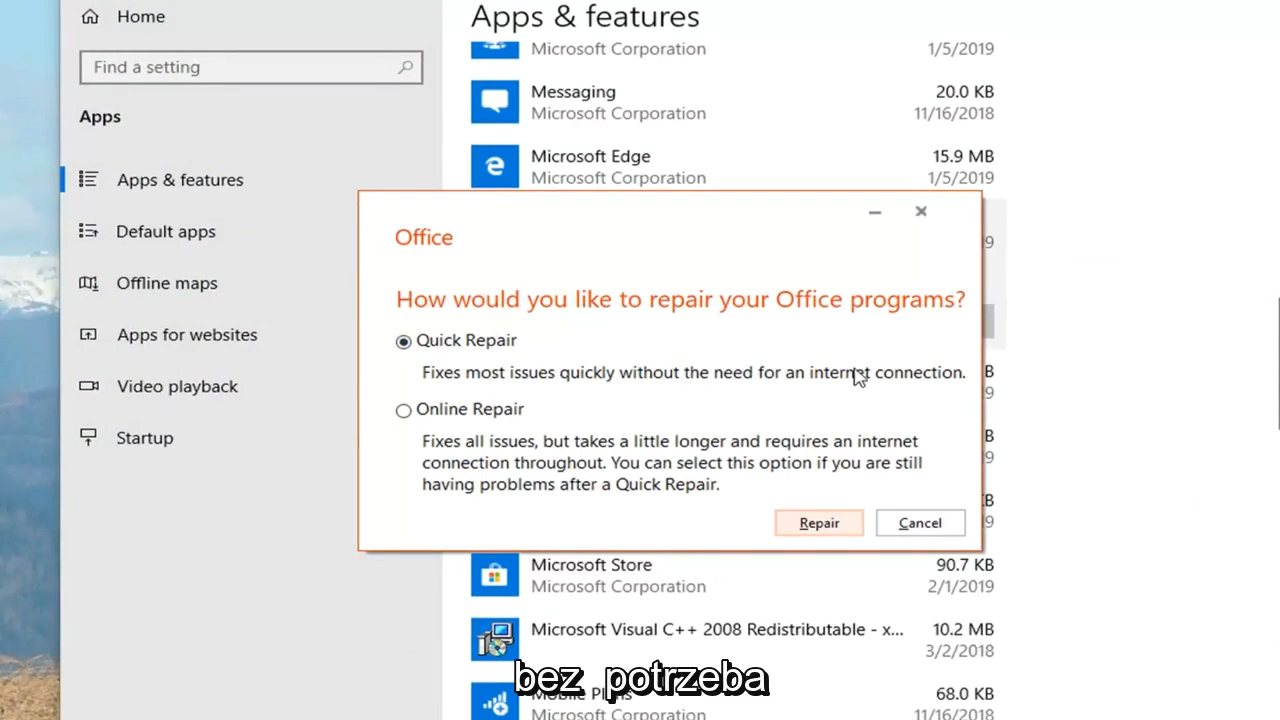 Home
Apps & features
Microsoft Corporation 1/5/2019
Find a setting
Messaging 20.0 KB
Microsoft Corporation 11/16/2018
Apps
Microsoft Edge 15.9 MB
Microsoft Corporation 1/5/2019
Apps & features
Default apps
Offline maps
Apps for websites
Video playback
Startup
Office
9
How would you like to repair your Office programs?
Quick Repair
Fixes most issues quickly without the need for an internet connection.
B
9
Online Repair
Fixes all issues, but takes a little longer and requires an internet
connection throughout. You can select this option if you are still
having problems after a Quick Repair.
B
9
B
9
Repair Cancel
Microsoft Store 90.7 KB
Microsoft Corporation 2/1/2019
Microsoft Visual C++ 2008 Redistributable - x... 10.2 MB
3/2/2018
bez potrzeba
Mobile Plans 68.0 KB
Microsoft Corporation 11/16/2018